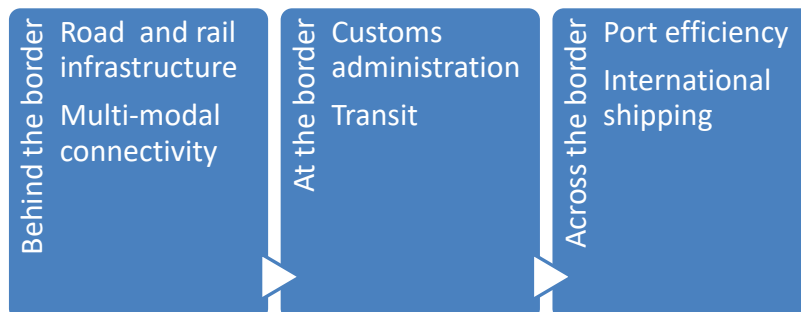 Behind the border
Road and rail
infrastructure
Multi-modal
connectivity
At the border
Customs
administration
Transit
Across the border
Port efficiency
International
shipping